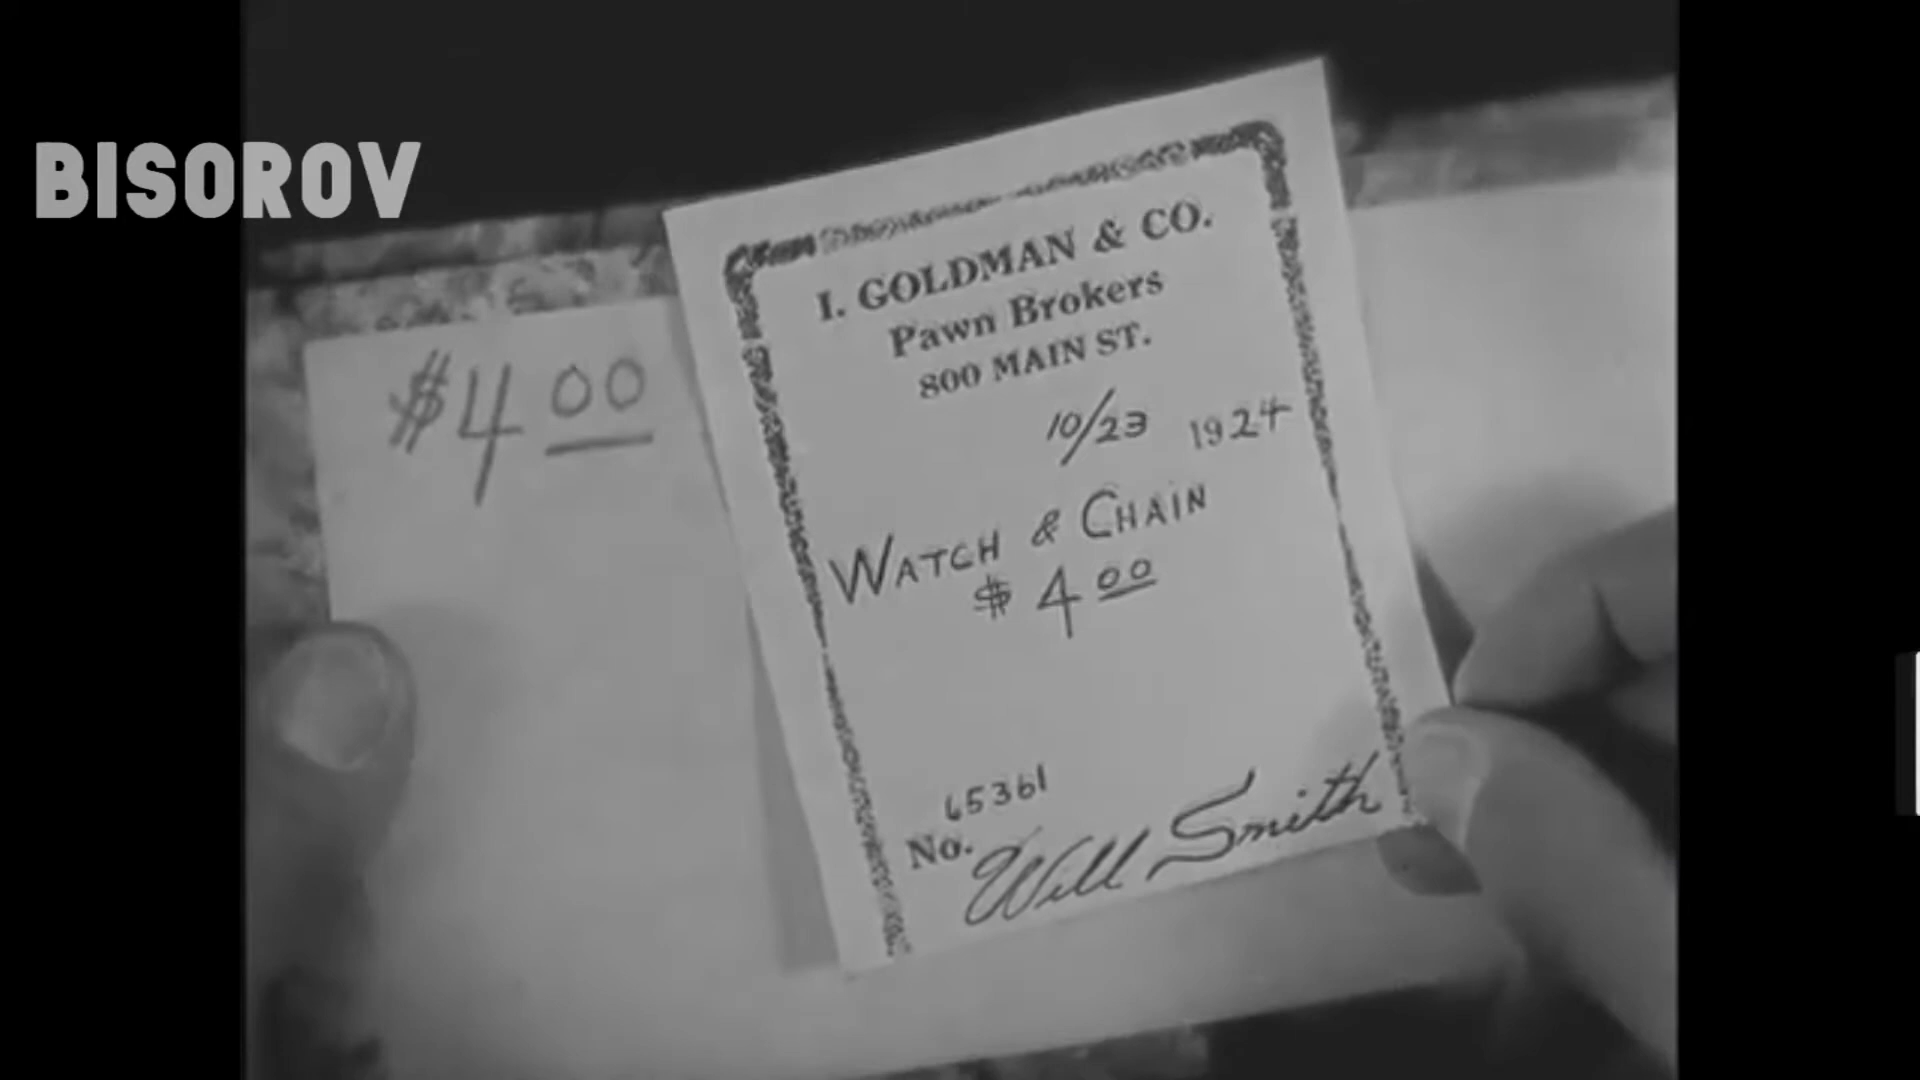 BISOROV
$4 00
I. GOLDMAN & CO.
Pawn Brokers
800 MAIN ST.
10/23 1924
WATCH & CHAIN
$ 4 00
65361
No.
Will Smith